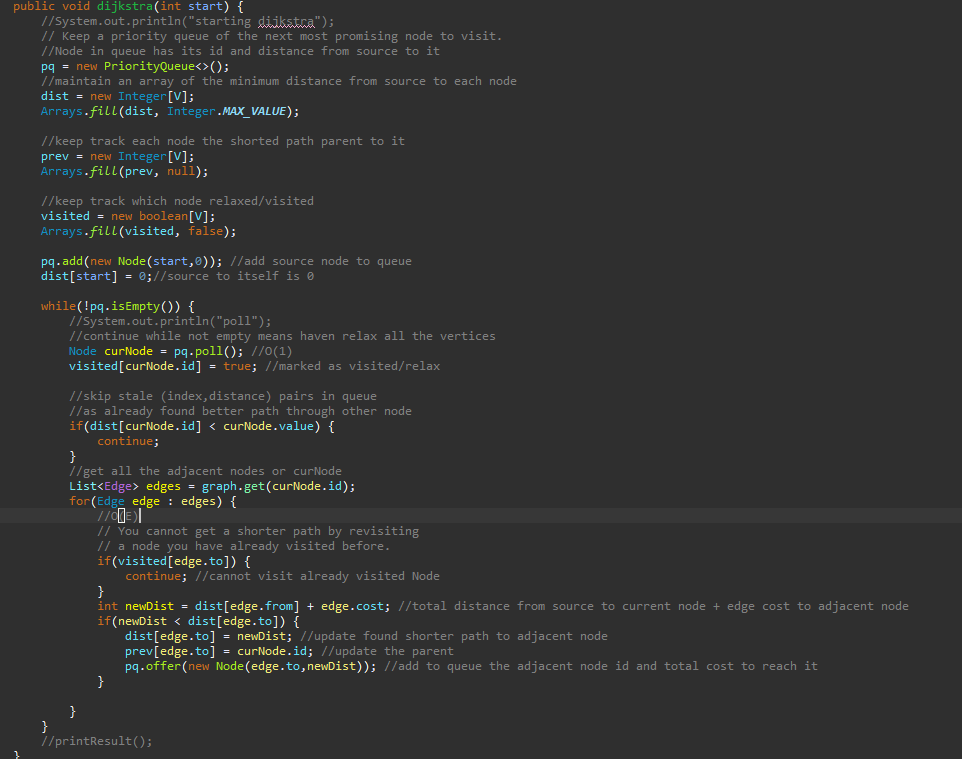 public void dijkstra(int start) {
//System.out.println("starting dijkstra");
// Keep a priority queue of the next most promising node to visit.
//Node in queue has its id and distance from source to it
pq = new PriorityQueue<>();
//maintain an array of the minimum distance from source to each node
dist = new Integer[V];
Arrays.fill(dist, Integer.MAX_VALUE);
//keep track each node the shorted path parent to it
prev = new Integer[V];
Arrays.fill(prev, null);
//keep track which node relaxed/visited
visited = new boolean[V];
Arrays.fill(visited, false);
pq.add(new Node(start,0)); //add source node to queue
dist[start] = 0;//source to itself is 0
while(!pq.isEmpty()) {
//System.out.println("poll");
//continue while not empty means haven relax all the vertices
Node curNode = pq.poll(); //O(1)
visited[curNode.id] = true; //marked as visited/relax
//skip stale (index,distance) pairs in queue
//as already found better path through other node
if(dist[curNode.id] < curNode.value) {
continue;
}
//get all the adjacent nodes or curNode
List<Edge> edges = graph.get(curNode.id);
for(Edge edge : edges) {
//O(E)
// You cannot get a shorter path by revisiting
// a node you have already visited before.
if(visited[edge.to]) {
continue; //cannot visit already visited Node
}
int newDist = dist[edge.from] + edge.cost; //total distance from source to current node + edge cost to adjacent node
if(newDist < dist[edge.to]) {
dist[edge.to] = newDist; //update found shorter path to adjacent node
prev[edge.to] = curNode.id; //update the parent
pq.offer(new Node(edge.to,newDist)); //add to queue the adjacent node id and total cost to reach it
}
}
}
//printResult();
}